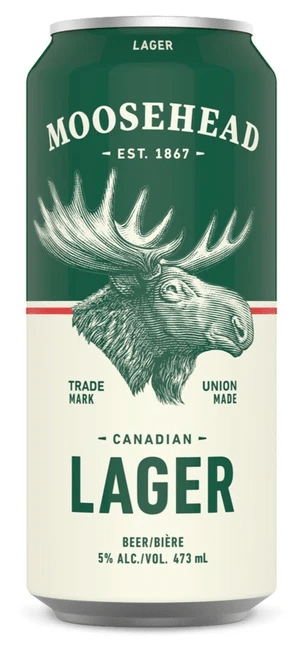 LAGER
MOOSEHEAD
- EST. 1867 -
TRADE MARK
UNION MADE
- CANADIAN -
LAGER
BEER/BIÈRE
5% ALC./VOL. 473 mL